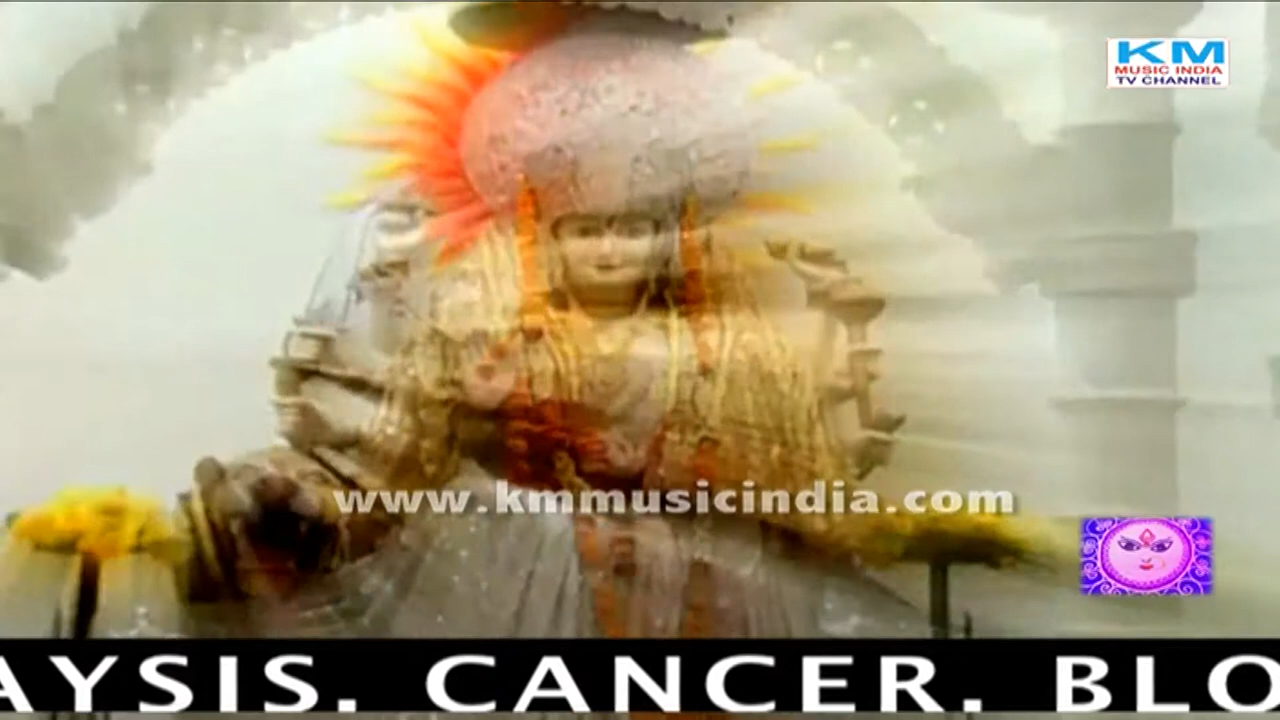 KM
MUSIC INDIA
TV CHANNEL
www.kmmusicindia.com
AYSIS. CANCER. BLO